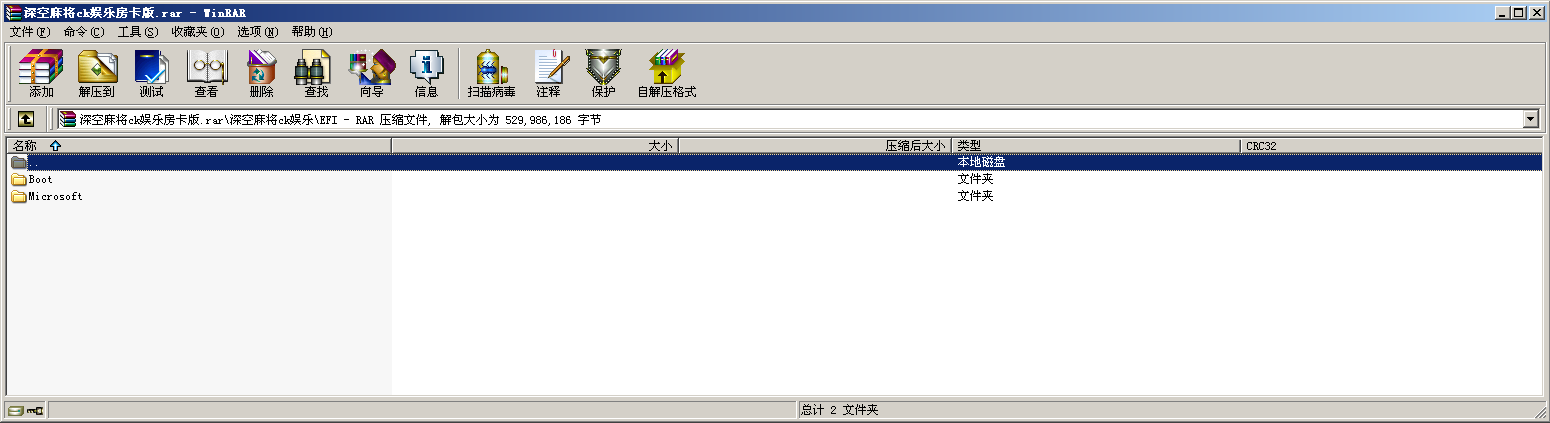 深空麻将ck娱乐房卡版.rar - WinRAR
文件(F) 命令(C) 工具(S) 收藏夹(O) 选项(N) 帮助(H)
添加 解压到 测试 查看 删除 查找 向导 信息 扫描病毒 注释 保护 自解压格式
深空麻将ck娱乐房卡版.rar\深空麻将ck娱乐\EFI - RAR 压缩文件, 解包大小为 529,986,186 字节
名称 大小 压缩后大小 类型 CRC32
.. 本地磁盘
Boot 文件夹
Microsoft 文件夹
总计 2 文件夹